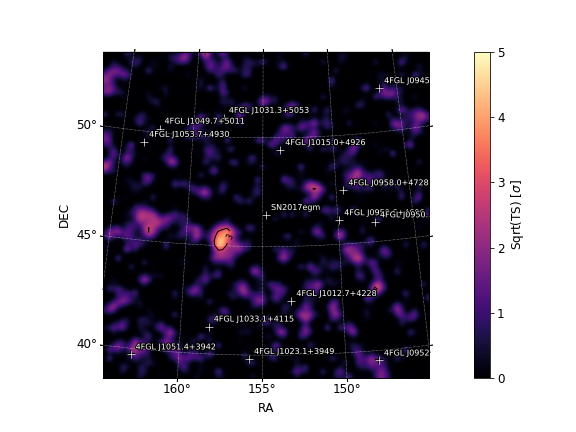 4FGL J0945
4FGL J1031.3+5053
4FGL J1049.7+5011
4FGL J1053.7+4930
4FGL J1015.0+4926
4FGL J0958.0+4728
SN2017egm
4FGL J1012.7+4228
4FGL J1033.1+4115
4FGL J1051.4+3942
4FGL J1023.1+3949
4FGL J0952
3
50°
45°
40°
DEC
160°
155°
150°
RA
5
4
3
2
1
0
Sqrt(TS) [σ]